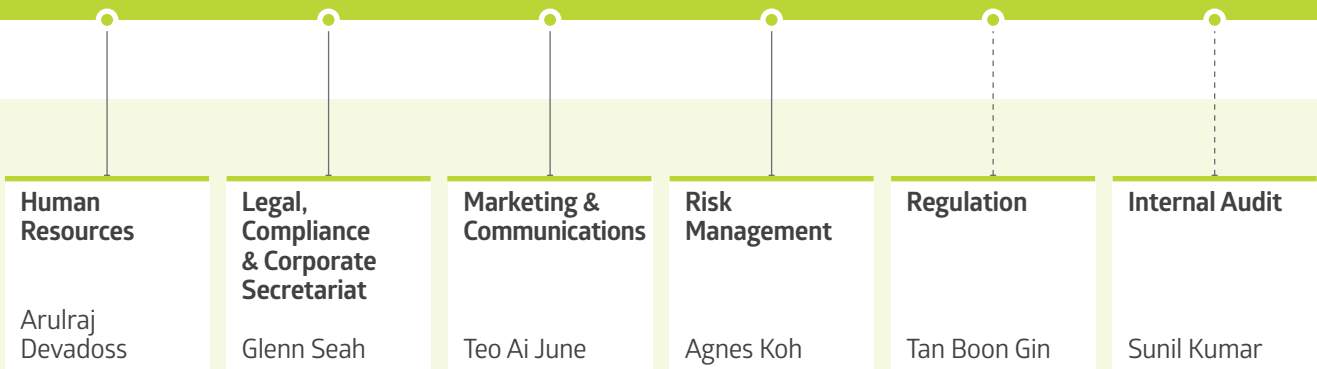 Human
Resources
Arulraj
Devadoss
Legal,
Compliance
& Corporate
Secretariat
Glenn Seah
Marketing &
Communications
Teo Ai June
Risk
Management
Agnes Koh
Regulation
Tan Boon Gin
Internal Audit
Sunil Kumar